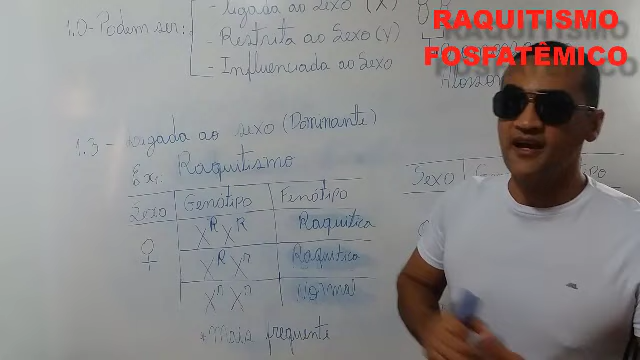 RAQUITISMO
FOSFATÊMICO
- ligada ao sexo (X)
1.0- Podem ser:
- Restrita ao Sexo (Y)
- Influenciada ao Sexo
1.3 - Ligada ao sexo (Dominante)
Ex: Raquitismo
Sexo Genótipo Fenótipo
♀ X^R X^R Raquítica
X^R X^r Raquítica
X^r X^r
*Mais frequente
Sexo